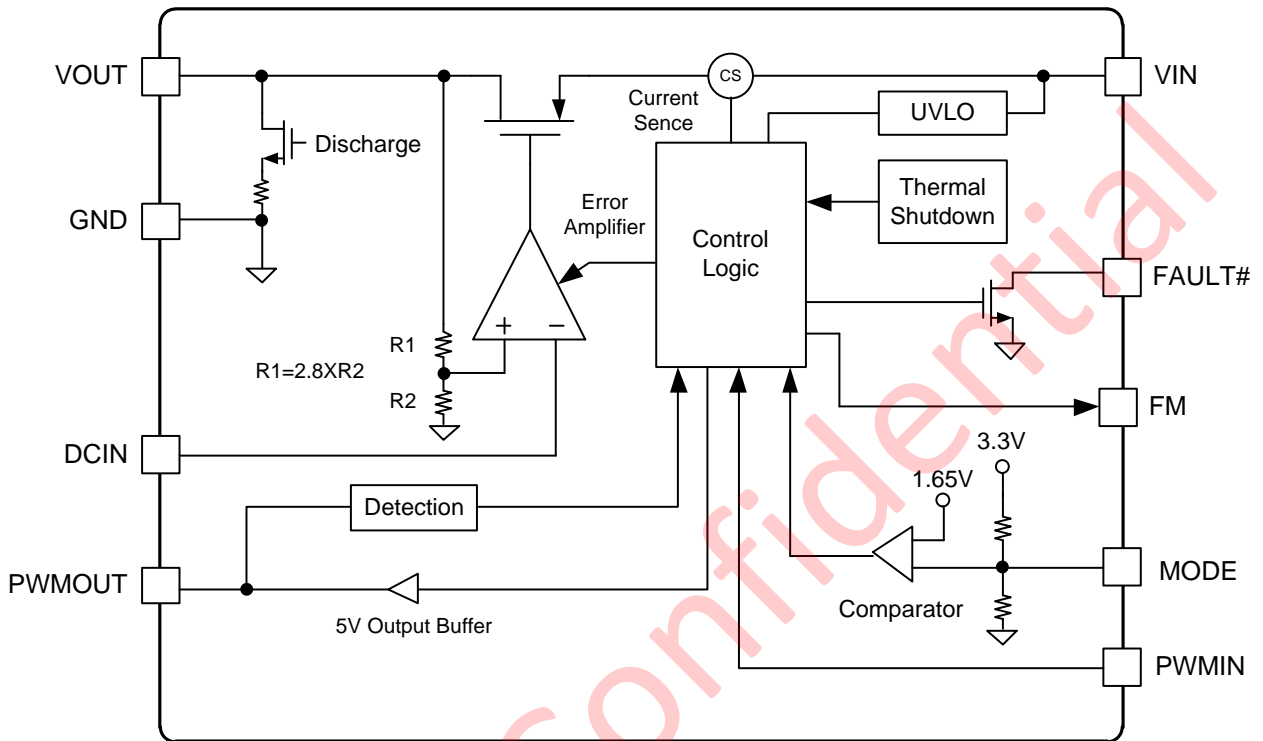 VOUT
CS
VIN
Current
Sence
UVLO
Discharge
Thermal
Shutdown
GND
Error
Amplifier
Control
Logic
FAULT#
+ −
R1
R1=2.8XR2
R2
FM
3.3V
DCIN
1.65V
Detection
PWMOUT
MODE
Comparator
5V Output Buffer
PWMIN
Confidential